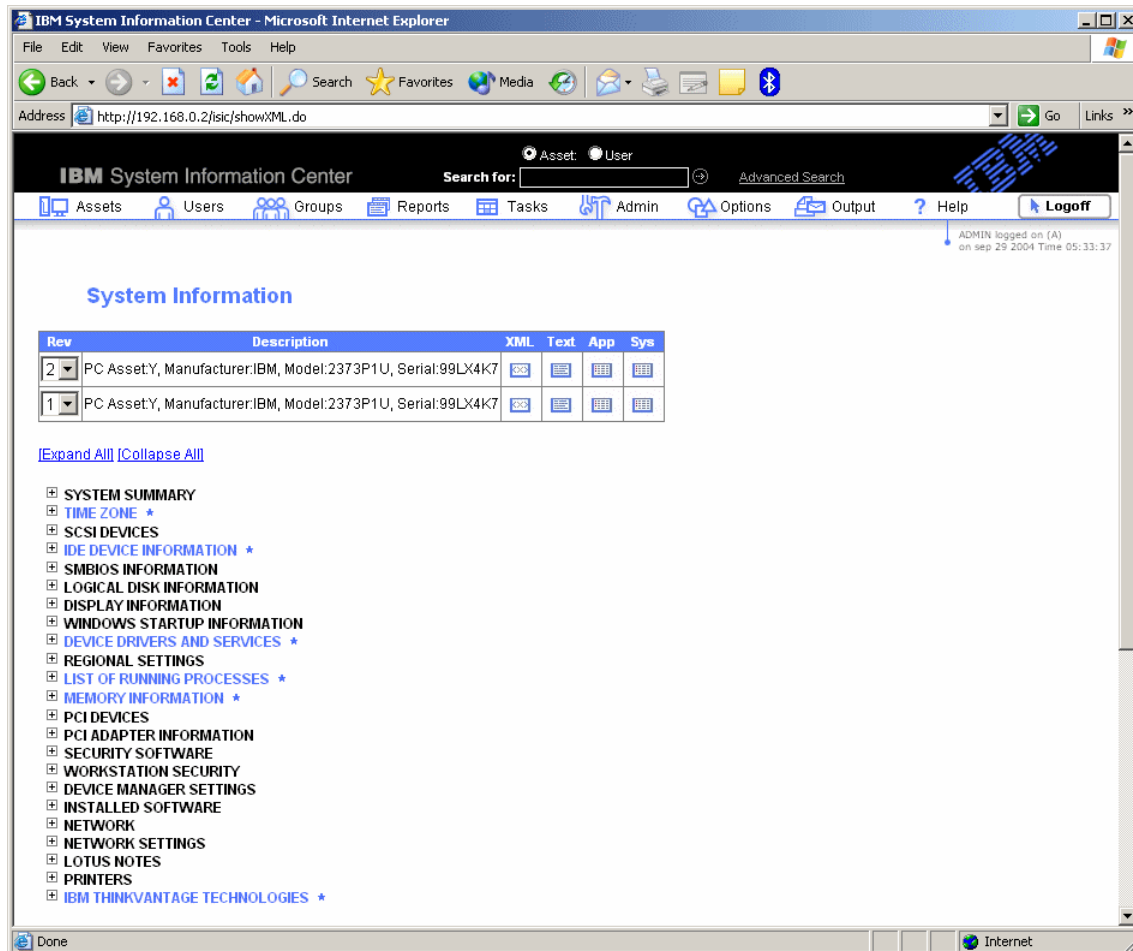 IBM System Information Center - Microsoft Internet Explorer
File Edit View Favorites Tools Help
Back Search Favorites Media
Address http://192.168.0.2/isic/showXML.do Go Links »
Asset: User
IBM System Information Center Search for: Advanced Search IBM
Assets Users Groups Reports Tasks Admin Options Output ? Help Logoff
ADMIN logged on (A)
on sep 29 2004 Time 05:33:37
System Information
Rev Description XML Text App Sys
2 PC Asset:Y, Manufacturer:IBM, Model:2373P1U, Serial:99LX4K7
1 PC Asset:Y, Manufacturer:IBM, Model:2373P1U, Serial:99LX4K7
[Expand All] [Collapse All]
SYSTEM SUMMARY
TIME ZONE *
SCSI DEVICES
IDE DEVICE INFORMATION *
SMBIOS INFORMATION
LOGICAL DISK INFORMATION
DISPLAY INFORMATION
WINDOWS STARTUP INFORMATION
DEVICE DRIVERS AND SERVICES *
REGIONAL SETTINGS
LIST OF RUNNING PROCESSES *
MEMORY INFORMATION *
PCI DEVICES
PCI ADAPTER INFORMATION
SECURITY SOFTWARE
WORKSTATION SECURITY
DEVICE MANAGER SETTINGS
INSTALLED SOFTWARE
NETWORK
NETWORK SETTINGS
LOTUS NOTES
PRINTERS
IBM THINKVANTAGE TECHNOLOGIES *
Done Internet